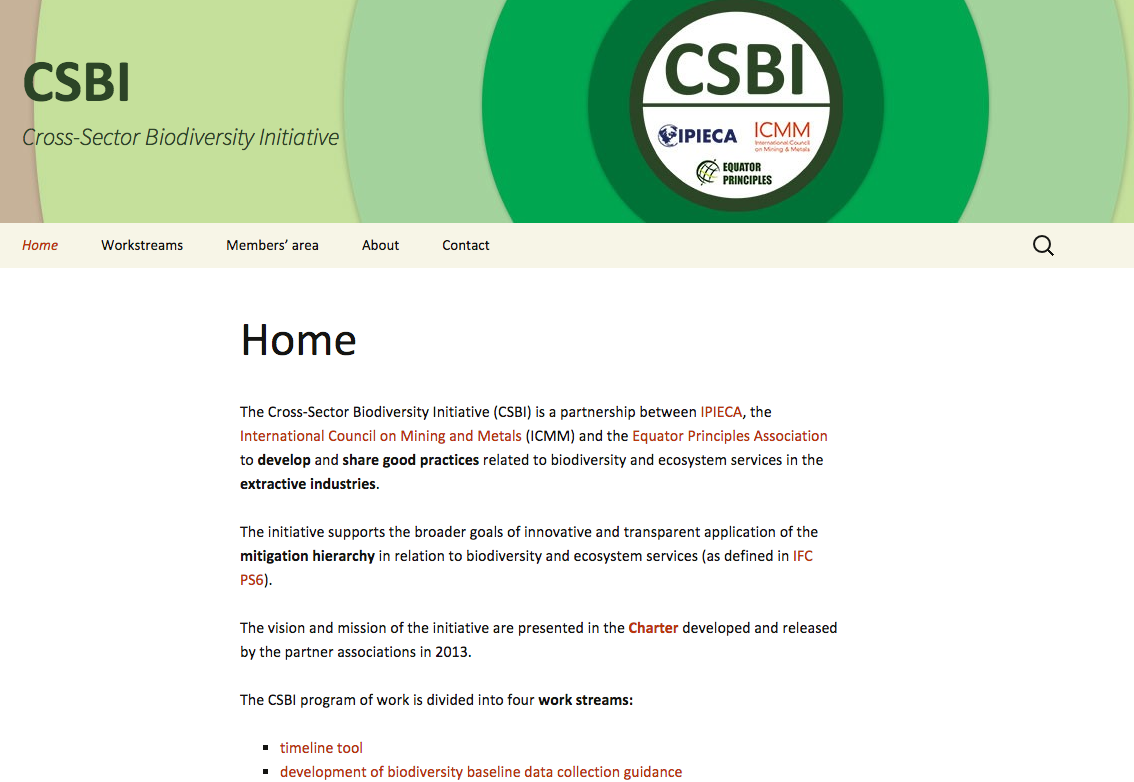 CSBI
Cross-Sector Biodiversity Initiative
CSBI
IPIECA
ICMM
International Council
on Mining & Metals
EQUATOR
PRINCIPLES
Home
Workstreams
Members’ area
About
Contact
Home
The Cross-Sector Biodiversity Initiative (CSBI) is a partnership between IPIECA, the
International Council on Mining and Metals (ICMM) and the Equator Principles Association
to develop and share good practices related to biodiversity and ecosystem services in the
extractive industries.
The initiative supports the broader goals of innovative and transparent application of the
mitigation hierarchy in relation to biodiversity and ecosystem services (as defined in IFC
PS6).
The vision and mission of the initiative are presented in the Charter developed and released
by the partner associations in 2013.
The CSBI program of work is divided into four work streams:
timeline tool
development of biodiversity baseline data collection guidance